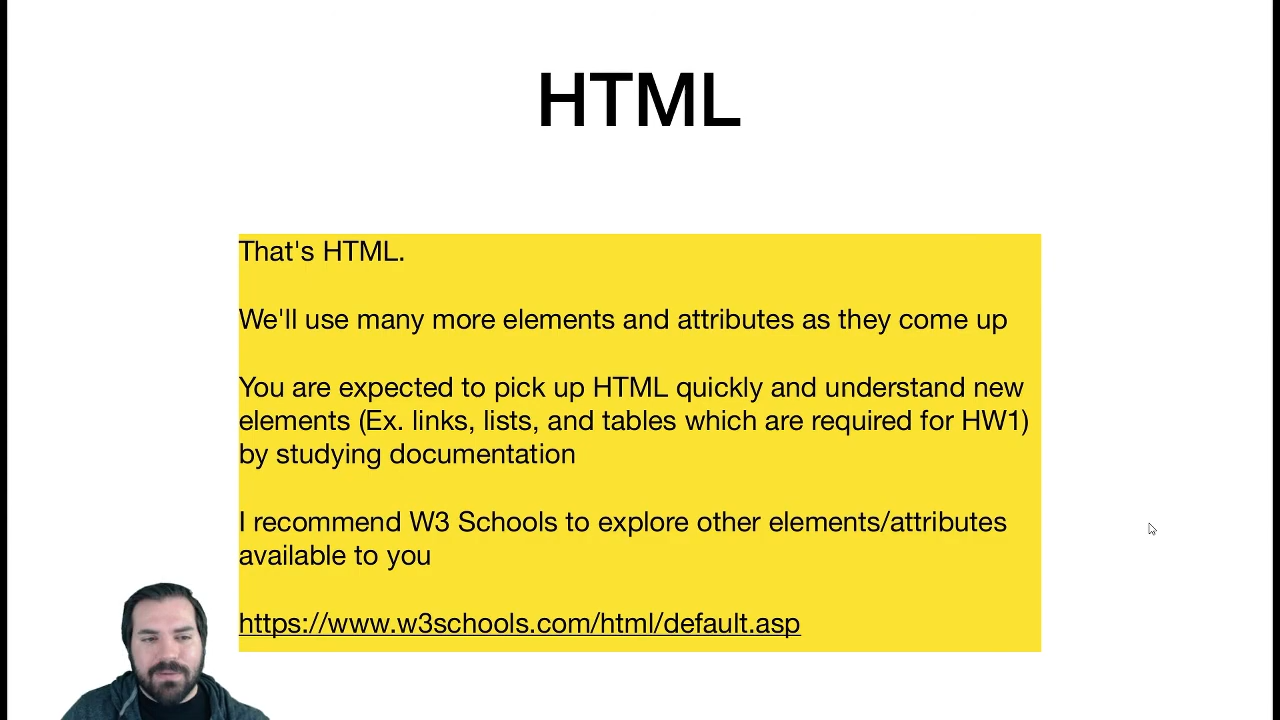 HTML
That's HTML.
We'll use many more elements and attributes as they come up
You are expected to pick up HTML quickly and understand new
elements (Ex. links, lists, and tables which are required for HW1)
by studying documentation
I recommend W3 Schools to explore other elements/attributes
available to you
https://www.w3schools.com/html/default.asp